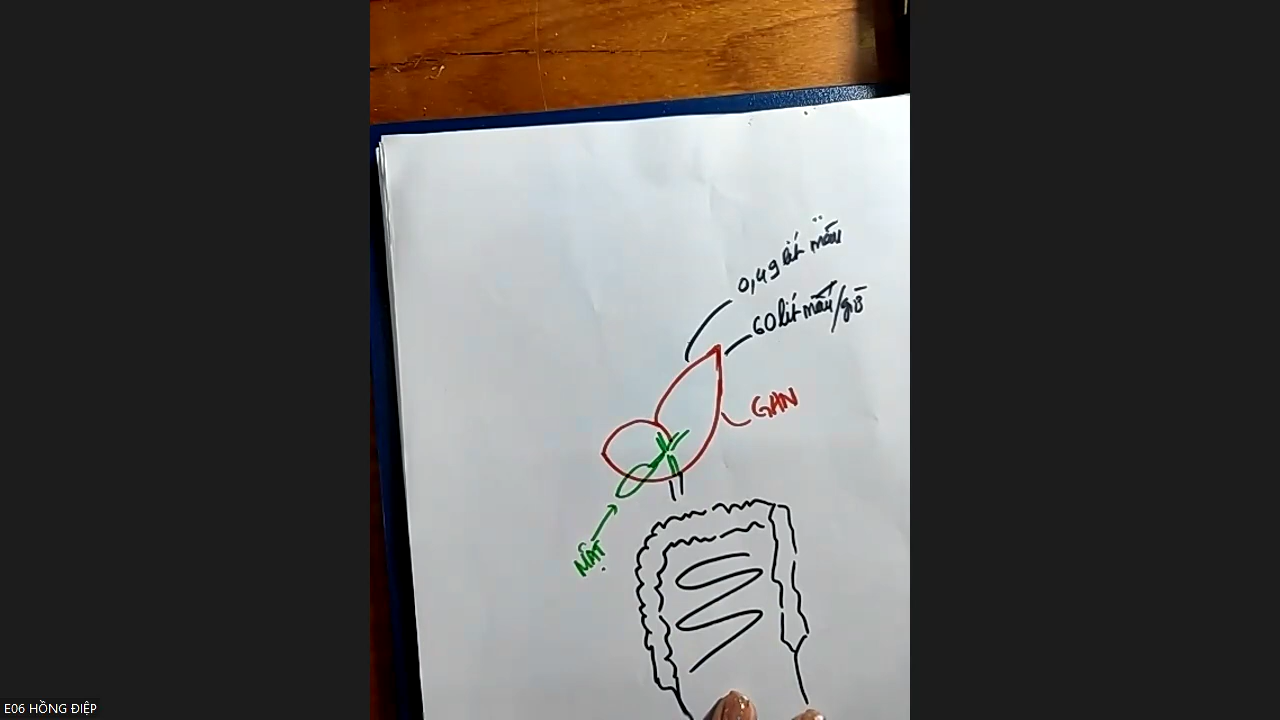 0,49 lít máu
60 lít máu/giờ
GAN
MẬT
E06 HỒNG ĐIỆP